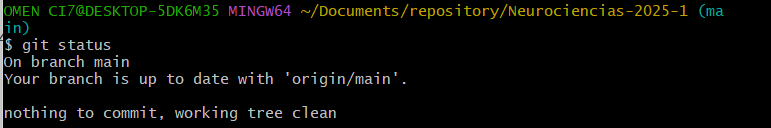 OMEN CI7@DESKTOP-5DK6M35 MINGW64 ~/Documents/repository/Neurociencias-2025-1 (ma
in)
$ git status
On branch main
Your branch is up to date with 'origin/main'.
nothing to commit, working tree clean